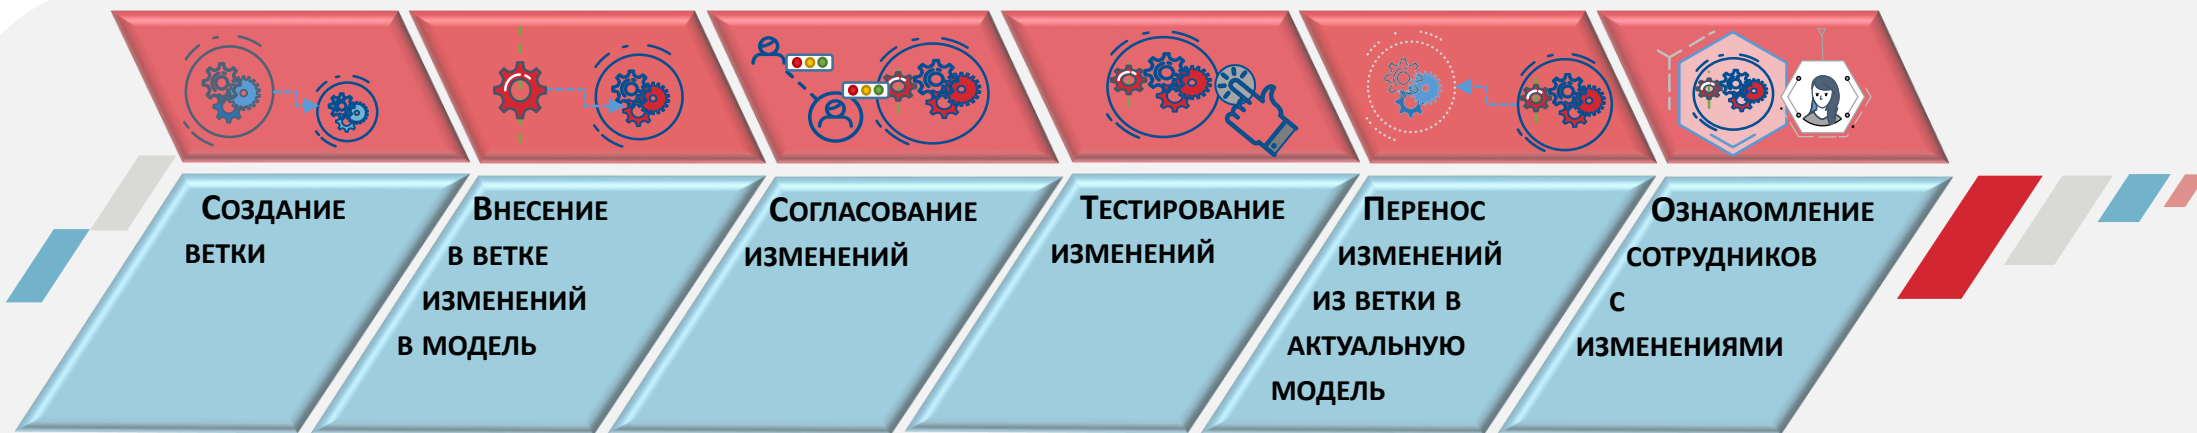 Создание
ветки
Внесение
в ветке
изменений
в модель
Согласование
изменений
Тестирование
изменений
Перенос
изменений
из ветки в
актуальную
модель
Ознакомление
сотрудников
с
изменениями